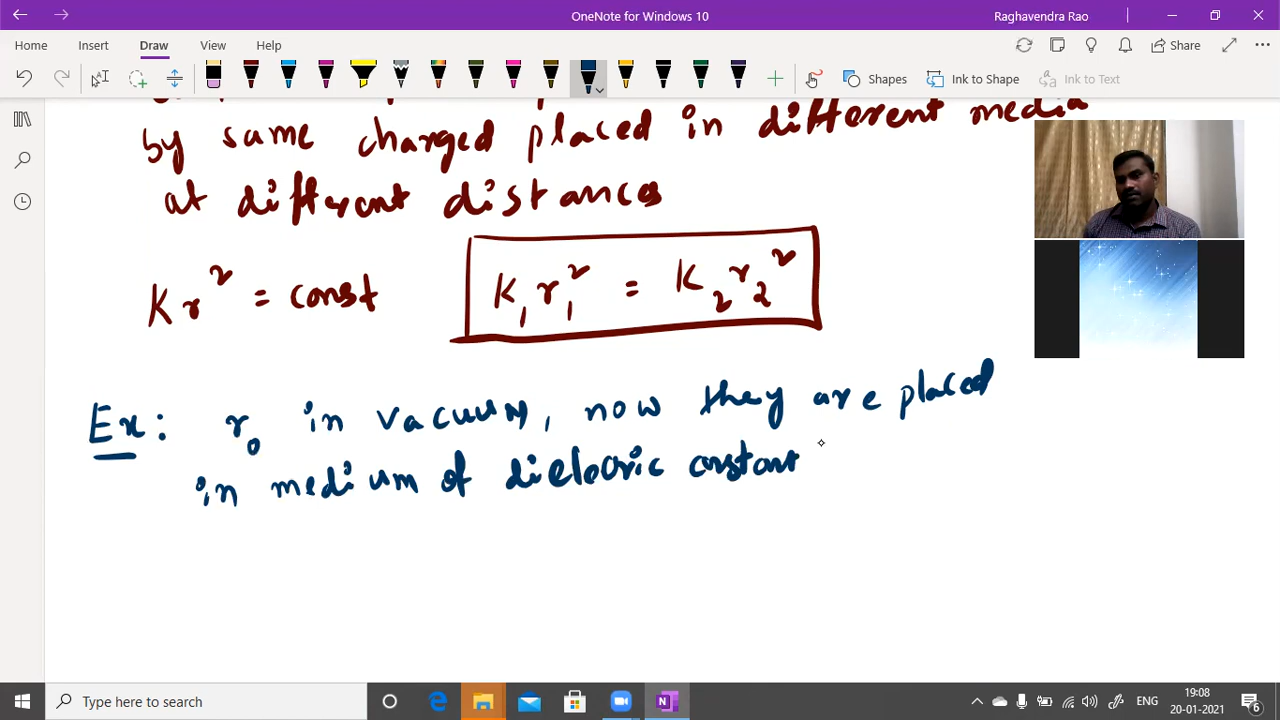 OneNote for Windows 10
Raghavendra Rao
Home Insert Draw View Help
Share
Shapes
Ink to Shape
Ink to Text
by same charged placed in different media
at different distances
Kr² = const
K₁r₁² = K₂r₂²
Ex: r₀ in vacuum, now they are placed
in medium of dielectric constant
Type here to search
ENG
19:08
20-01-2021
6